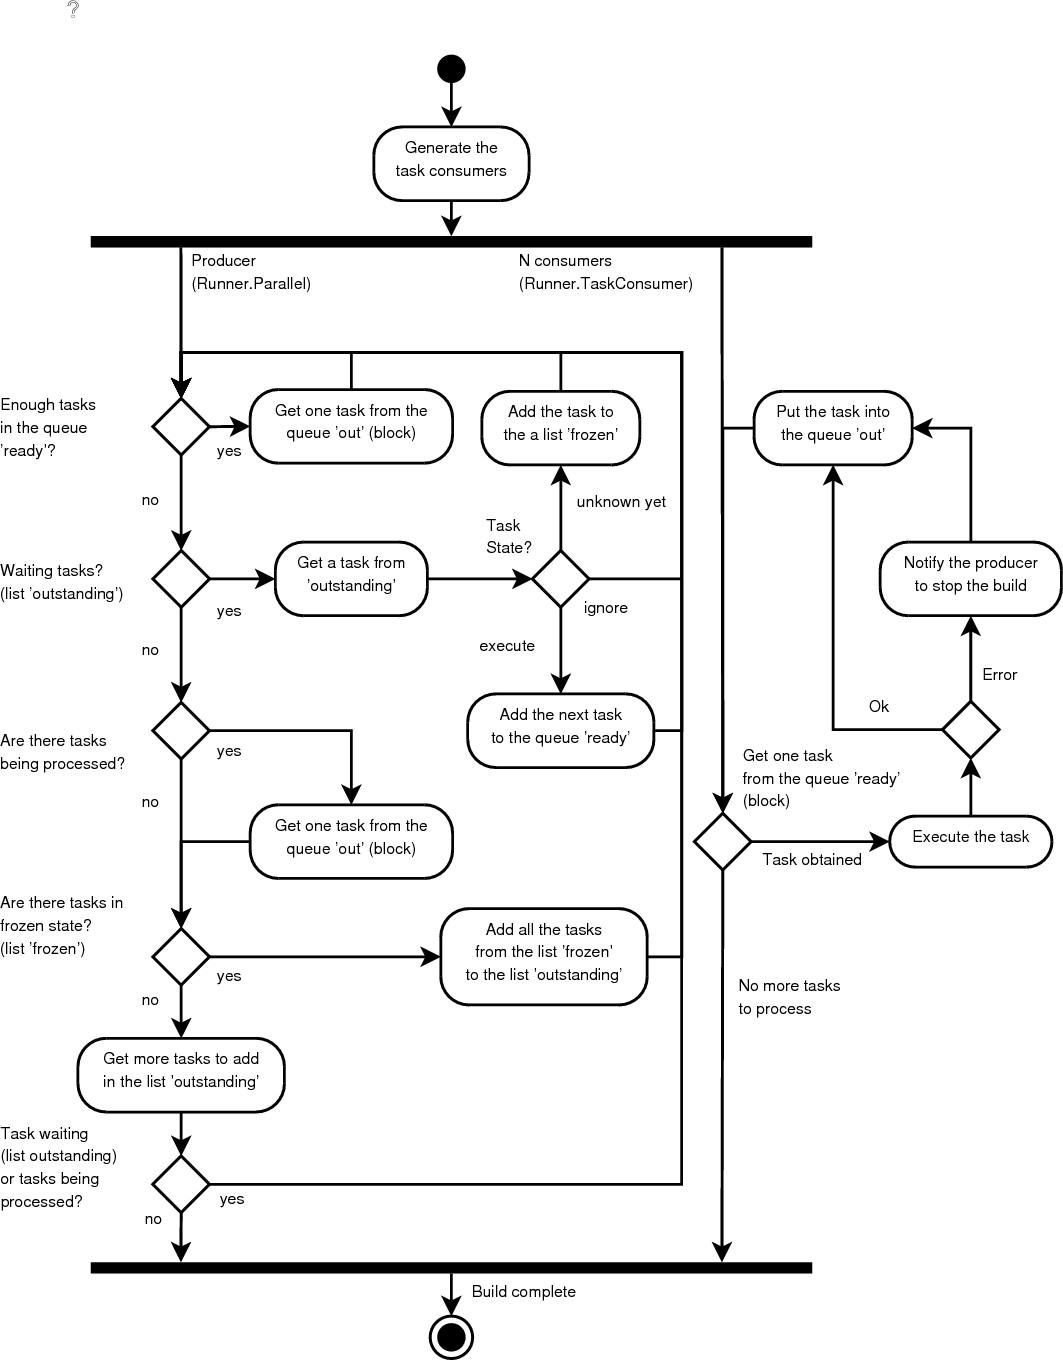 ?
Generate the
task consumers
Producer
(Runner.Parallel)
N consumers
(Runner.TaskConsumer)
Enough tasks
in the queue
'ready'?
yes
no
Get one task from the
queue 'out' (block)
Add the task to
the a list 'frozen'
Put the task into
the queue 'out'
unknown yet
Task
State?
Waiting tasks?
(list 'outstanding')
yes
no
Get a task from
'outstanding'
ignore
execute
Notify the producer
to stop the build
Error
Ok
Add the next task
to the queue 'ready'
Are there tasks
being processed?
yes
no
Get one task
from the queue 'ready'
(block)
Get one task from the
queue 'out' (block)
Task obtained
Execute the task
Are there tasks in
frozen state?
(list 'frozen')
yes
no
Add all the tasks
from the list 'frozen'
to the list 'outstanding'
No more tasks
to process
Get more tasks to add
in the list 'outstanding'
Task waiting
(list outstanding)
or tasks being
processed?
yes
no
Build complete